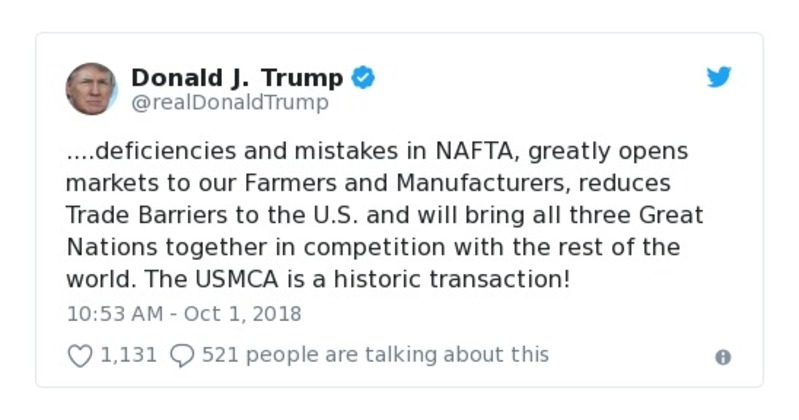 Donald J. Trump
@realDonaldTrump
....deficiencies and mistakes in NAFTA, greatly opens
markets to our Farmers and Manufacturers, reduces
Trade Barriers to the U.S. and will bring all three Great
Nations together in competition with the rest of the
world. The USMCA is a historic transaction!
10:53 AM - Oct 1, 2018
1,131 521 people are talking about this